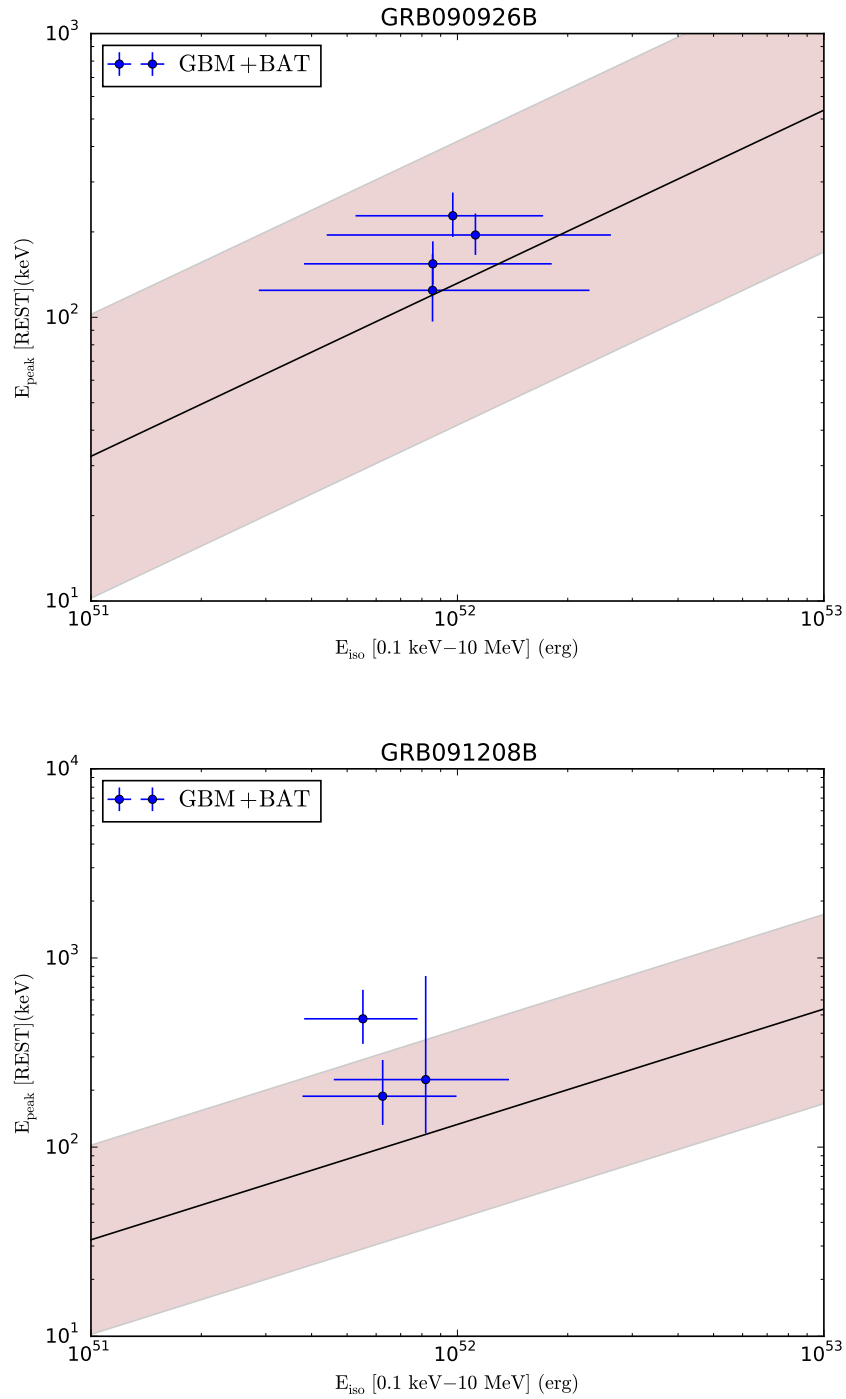 GRB090926B
10³
GBM+BAT
10²
10¹
E_peak [REST](keV)
10⁵¹ 10⁵² 10⁵³
E_iso [0.1 keV−10 MeV] (erg)
GRB091208B
10⁴
GBM+BAT
10³
10²
10¹
E_peak [REST](keV)
10⁵¹ 10⁵² 10⁵³
E_iso [0.1 keV−10 MeV] (erg)